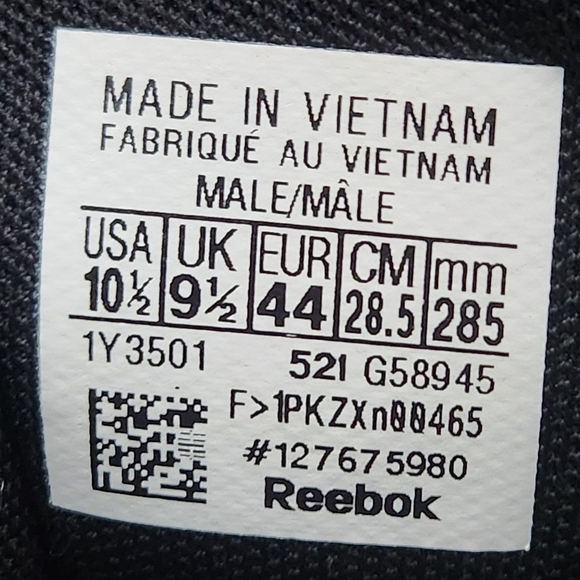 MADE IN VIETNAM
FABRIQUÉ AU VIETNAM
MALE/MÂLE
USA UK EUR CM mm
10½ 9½ 44 28.5 285
1Y3501 52I G58945
F>1PKZXn00465
#127675980
Reebok